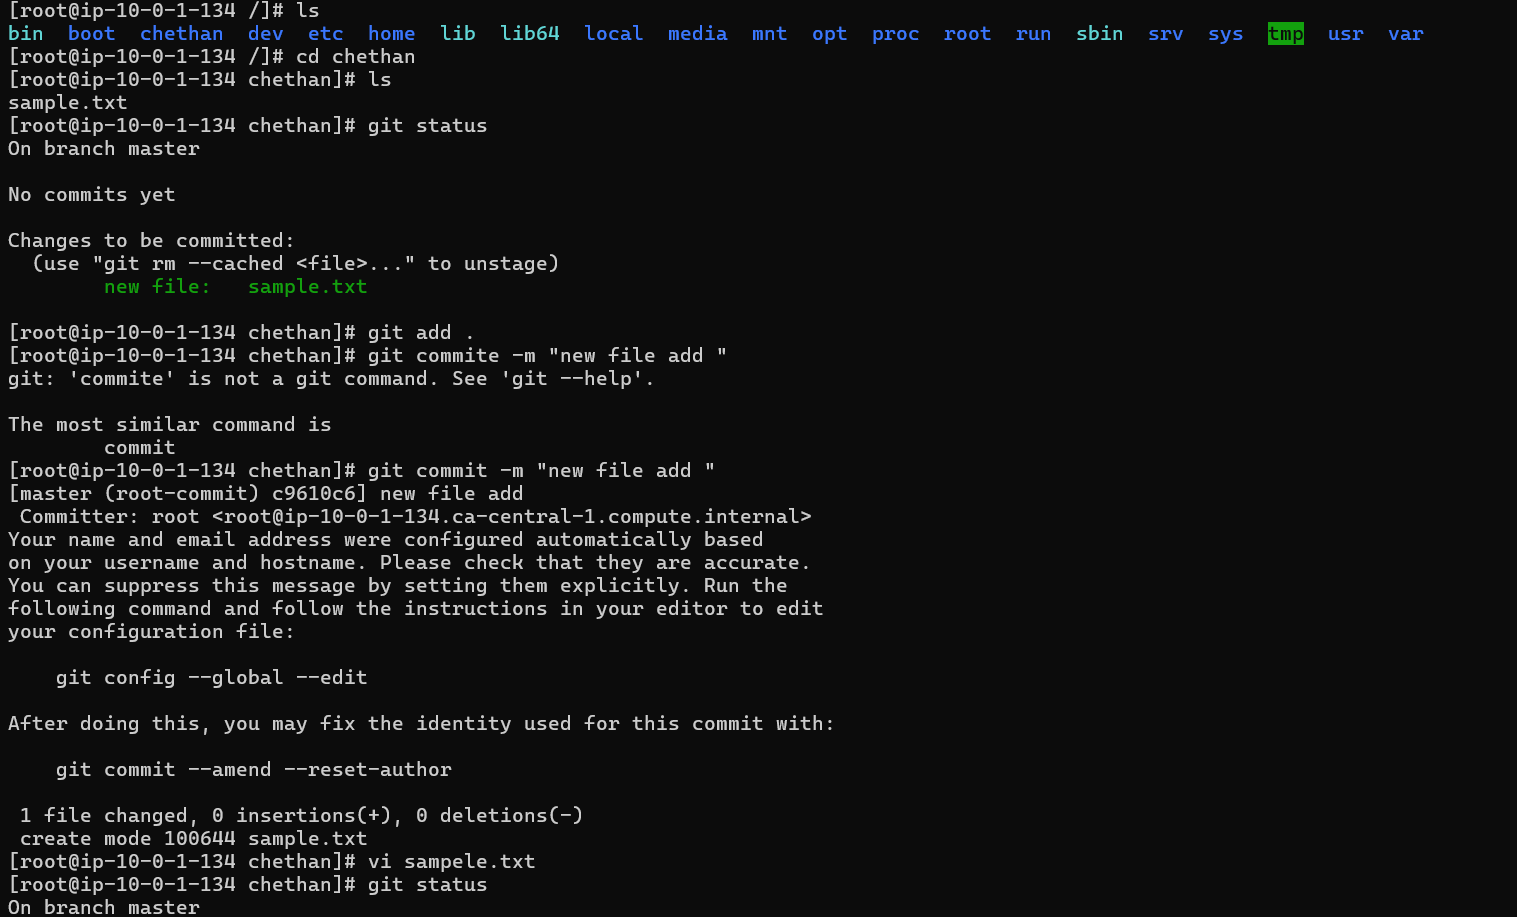 [root@ip-10-0-1-134 /]# ls
bin  boot  chethan  dev  etc  home  lib  lib64  local  media  mnt  opt  proc  root  run  sbin  srv  sys  tmp  usr  var
[root@ip-10-0-1-134 /]# cd chethan
[root@ip-10-0-1-134 chethan]# ls
sample.txt
[root@ip-10-0-1-134 chethan]# git status
On branch master

No commits yet

Changes to be committed:
  (use "git rm --cached <file>..." to unstage)
        new file:   sample.txt

[root@ip-10-0-1-134 chethan]# git add .
[root@ip-10-0-1-134 chethan]# git commite -m "new file add "
git: 'commite' is not a git command. See 'git --help'.

The most similar command is
        commit
[root@ip-10-0-1-134 chethan]# git commit -m "new file add "
[master (root-commit) c9610c6] new file add
 Committer: root <root@ip-10-0-1-134.ca-central-1.compute.internal>
Your name and email address were configured automatically based
on your username and hostname. Please check that they are accurate.
You can suppress this message by setting them explicitly. Run the
following command and follow the instructions in your editor to edit
your configuration file:

    git config --global --edit

After doing this, you may fix the identity used for this commit with:

    git commit --amend --reset-author

 1 file changed, 0 insertions(+), 0 deletions(-)
 create mode 100644 sample.txt
[root@ip-10-0-1-134 chethan]# vi sampele.txt
[root@ip-10-0-1-134 chethan]# git status
On branch master